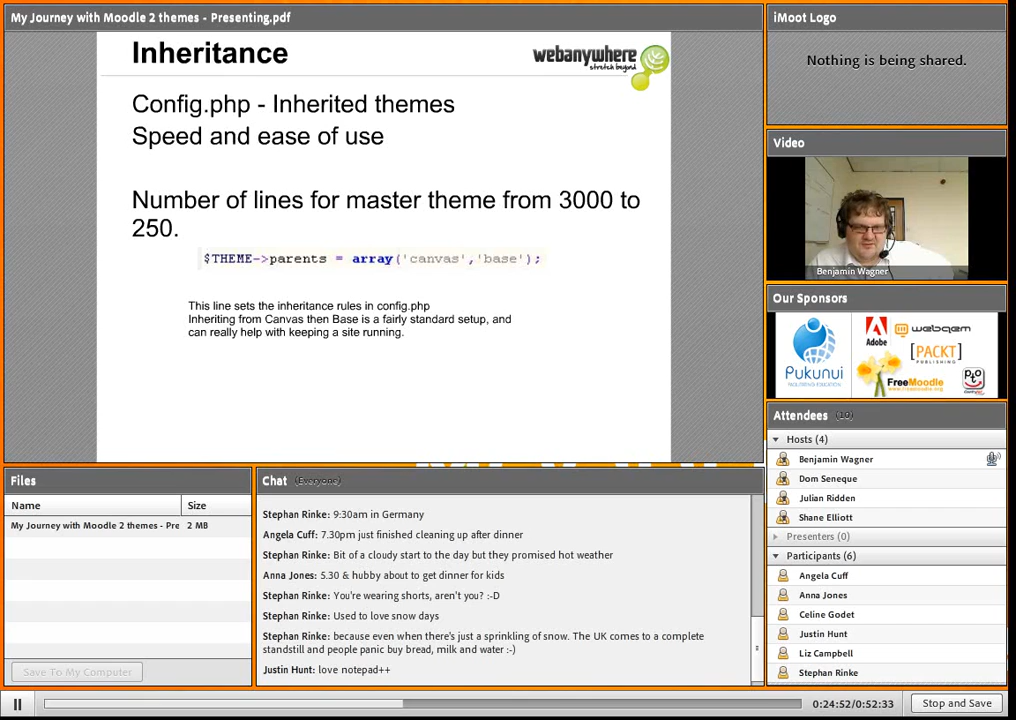 My Journey with Moodle 2 themes - Presenting.pdf
Inheritance
webanywhere
stretch beyond
Config.php - Inherited themes
Speed and ease of use
Number of lines for master theme from 3000 to
250.
$THEME->parents = array('canvas','base');
This line sets the inheritance rules in config.php
Inheriting from Canvas then Base is a fairly standard setup, and
can really help with keeping a site running.
iMoot Logo
Nothing is being shared.
Video
Benjamin Wagner
Our Sponsors
Pukunui
Adobe
webqem
[PACKT]
PUBLISHING
FreeMoodle
Attendees (10)
Hosts (4)
Benjamin Wagner
Dom Seneque
Julian Ridden
Shane Elliott
Presenters (0)
Participants (6)
Angela Cuff
Anna Jones
Celine Godet
Justin Hunt
Liz Campbell
Stephan Rinke
Files
Name Size
My Journey with Moodle 2 themes - Pre 2 MB
Save To My Computer
Chat (Everyone)
Stephan Rinke: 9:30am in Germany
Angela Cuff: 7.30pm just finished cleaning up after dinner
Stephan Rinke: Bit of a cloudy start to the day but they promised hot weather
Anna Jones: 5.30 & hubby about to get dinner for kids
Stephan Rinke: You're wearing shorts, aren't you? :-D
Stephan Rinke: Used to love snow days
Stephan Rinke: because even when there's just a sprinkling of snow. The UK comes to a complete
standstill and people panic buy bread, milk and water :-)
Justin Hunt: love notepad++
0:24:52/0:52:33
Stop and Save